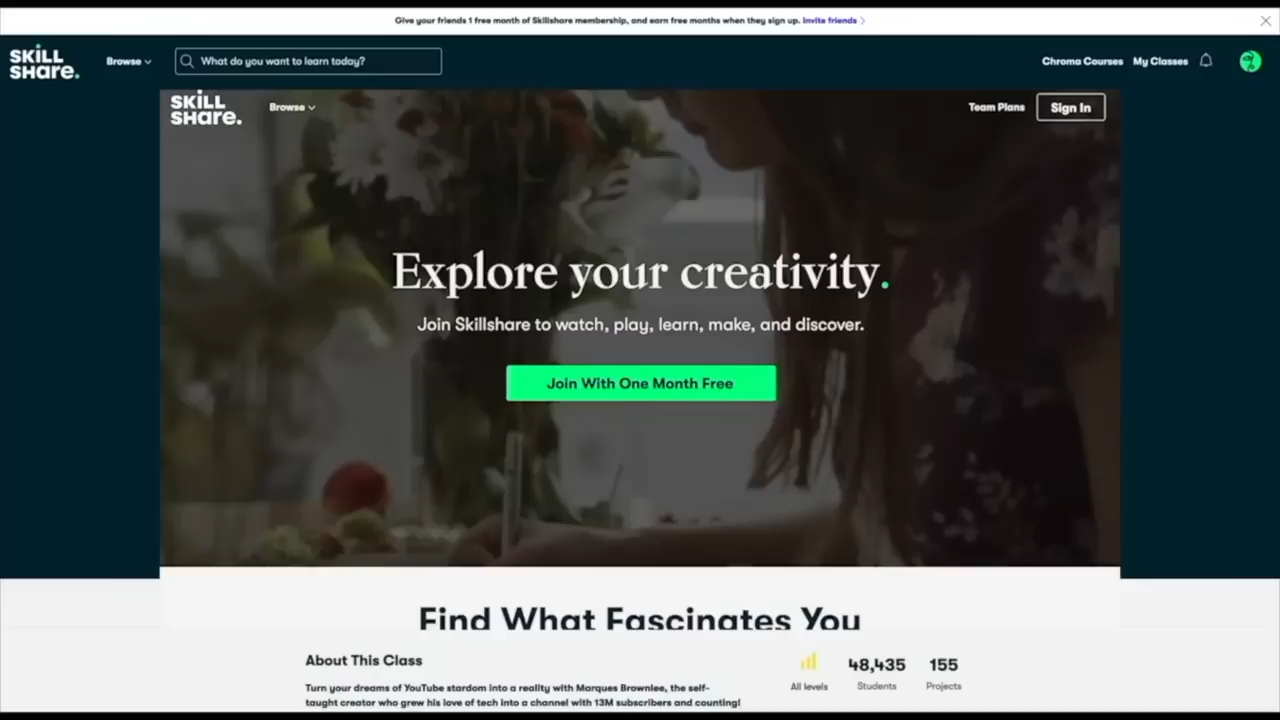 Give your friends 1 free month of Skillshare membership, and earn free months when they sign up. Invite friends
SKILL
SHARE.
Browse
What do you want to learn today?
Chroma Courses
My Classes
SKILL
SHARE.
Browse
Team Plans
Sign In
Explore your creativity.
Join Skillshare to watch, play, learn, make, and discover.
Join With One Month Free
Find What Fascinates You
About This Class
Turn your dreams of YouTube stardom into a reality with Marques Brownlee, the self-
taught creator who grew his love of tech into a channel with 13M subscribers and counting!
All levels
48,435
Students
155
Projects